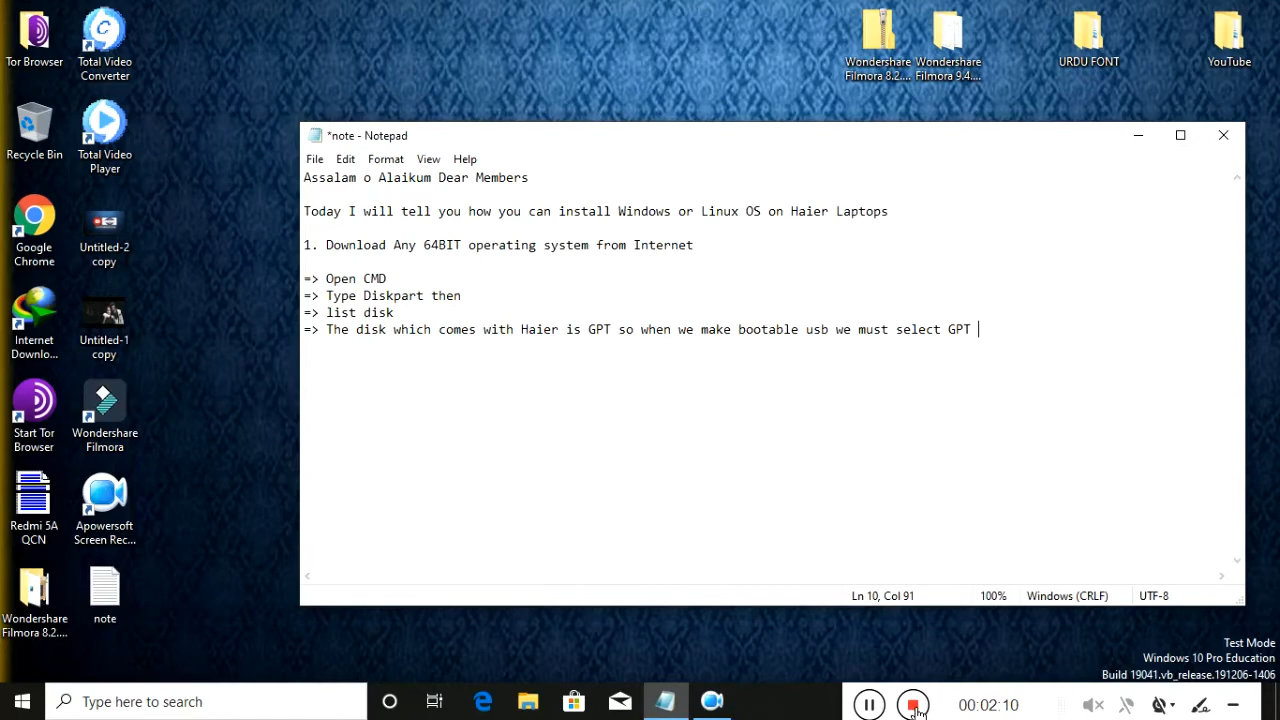 Tor Browser
Total Video
Converter
Wondershare
Filmora 8.2....
Wondershare
Filmora 9.4....
URDU FONT
YouTube
Recycle Bin
Total Video
Player
*note - Notepad
File Edit Format View Help
Assalam o Alaikum Dear Members
Today I will tell you how you can install Windows or Linux OS on Haier Laptops
1. Download Any 64BIT operating system from Internet
=> Open CMD
=> Type Diskpart then
=> list disk
=> The disk which comes with Haier is GPT so when we make bootable usb we must select GPT
Google
Chrome
Untitled-2
copy
Internet
Downlo...
Untitled-1
copy
Start Tor
Browser
Wondershare
Filmora
Redmi 5A
QCN
Apowersoft
Screen Rec...
Wondershare
Filmora 8.2....
note
Ln 10, Col 91 100% Windows (CRLF) UTF-8
Test Mode
Windows 10 Pro Education
Build 19041.vb_release.191206-1406
Type here to search
00:02:10